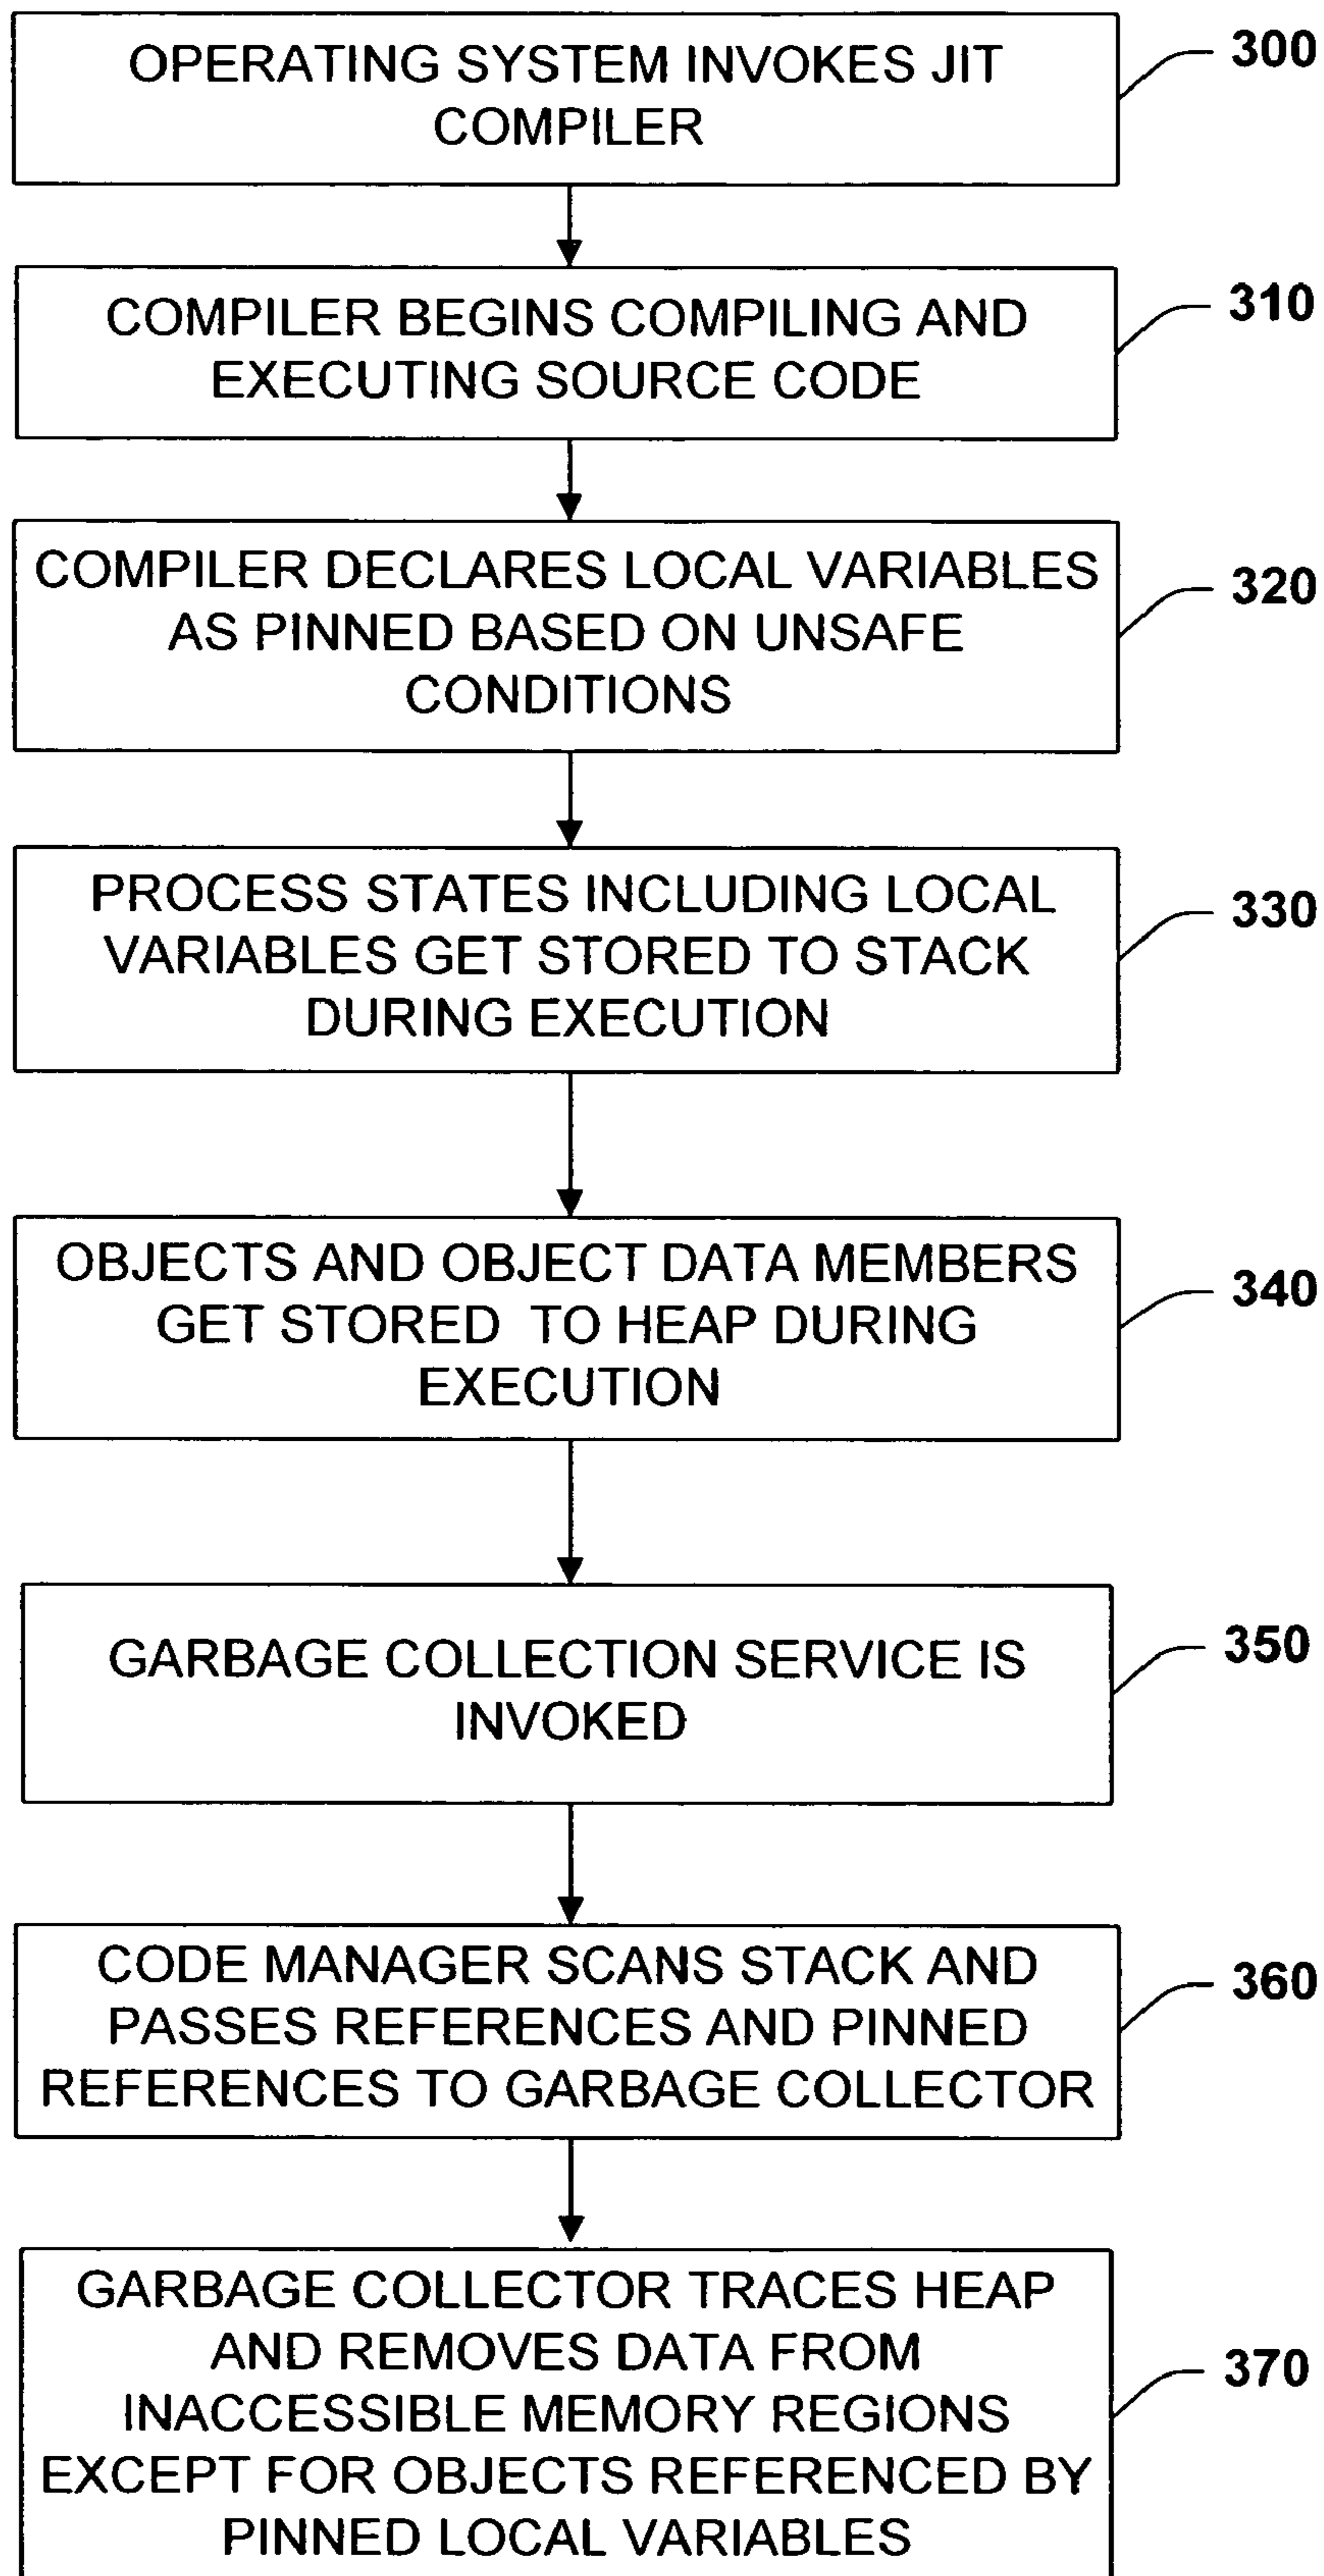 OPERATING SYSTEM INVOKES JIT
COMPILER
300
COMPILER BEGINS COMPILING AND
EXECUTING SOURCE CODE
310
COMPILER DECLARES LOCAL VARIABLES
AS PINNED BASED ON UNSAFE
CONDITIONS
320
PROCESS STATES INCLUDING LOCAL
VARIABLES GET STORED TO STACK
DURING EXECUTION
330
OBJECTS AND OBJECT DATA MEMBERS
GET STORED TO HEAP DURING
EXECUTION
340
GARBAGE COLLECTION SERVICE IS
INVOKED
350
CODE MANAGER SCANS STACK AND
PASSES REFERENCES AND PINNED
REFERENCES TO GARBAGE COLLECTOR
360
GARBAGE COLLECTOR TRACES HEAP
AND REMOVES DATA FROM
INACCESSIBLE MEMORY REGIONS
EXCEPT FOR OBJECTS REFERENCED BY
PINNED LOCAL VARIABLES
370